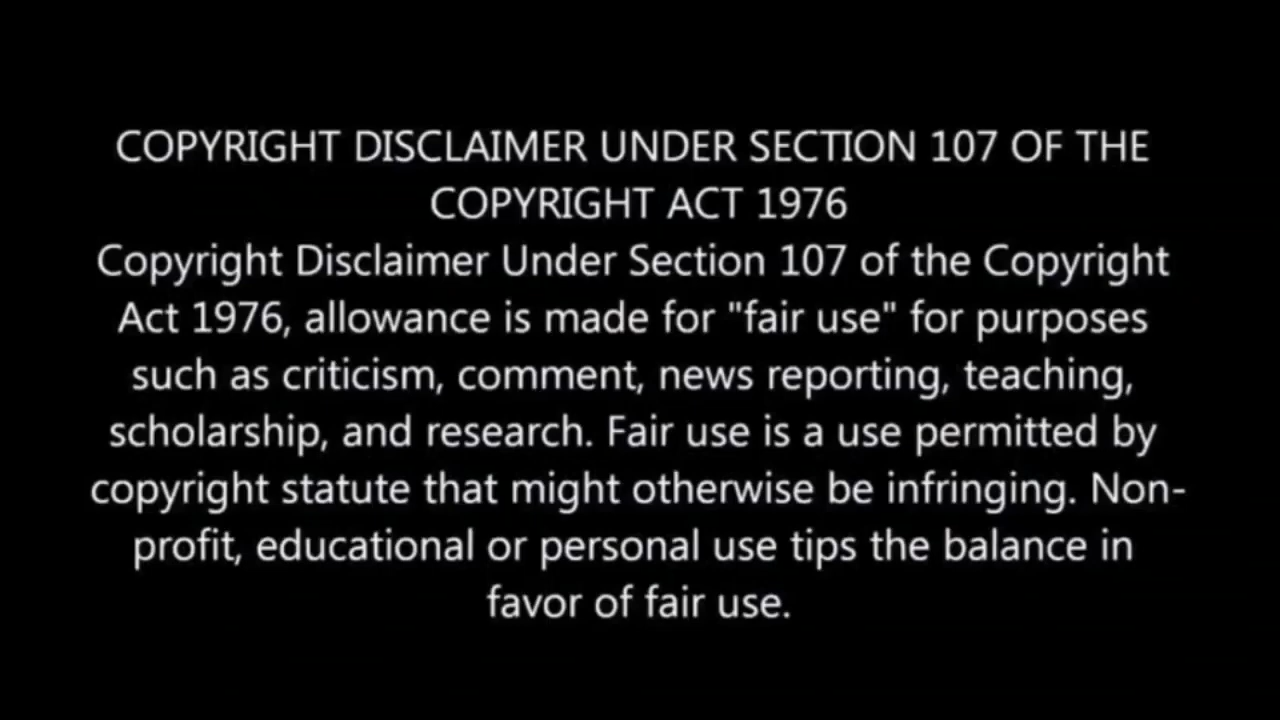 COPYRIGHT DISCLAIMER UNDER SECTION 107 OF THE
COPYRIGHT ACT 1976
Copyright Disclaimer Under Section 107 of the Copyright
Act 1976, allowance is made for "fair use" for purposes
such as criticism, comment, news reporting, teaching,
scholarship, and research. Fair use is a use permitted by
copyright statute that might otherwise be infringing. Non-
profit, educational or personal use tips the balance in
favor of fair use.